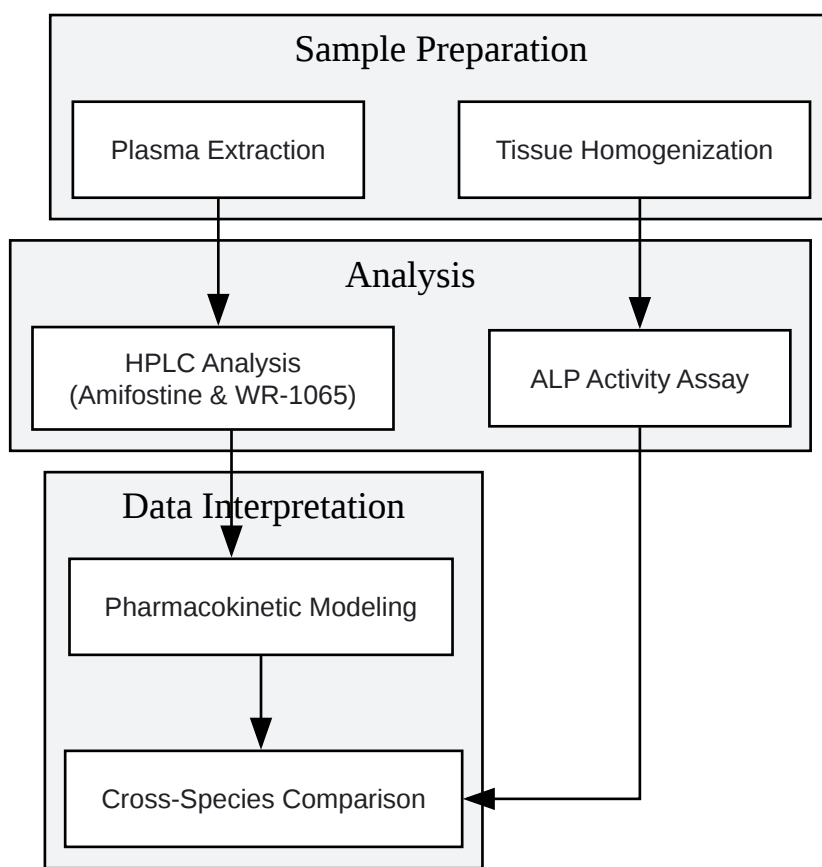 Sample Preparation
Plasma Extraction
Tissue Homogenization
Analysis
HPLC Analysis
(Amifostine & WR-1065)
ALP Activity Assay
Data Interpretation
Pharmacokinetic Modeling
Cross-Species Comparison